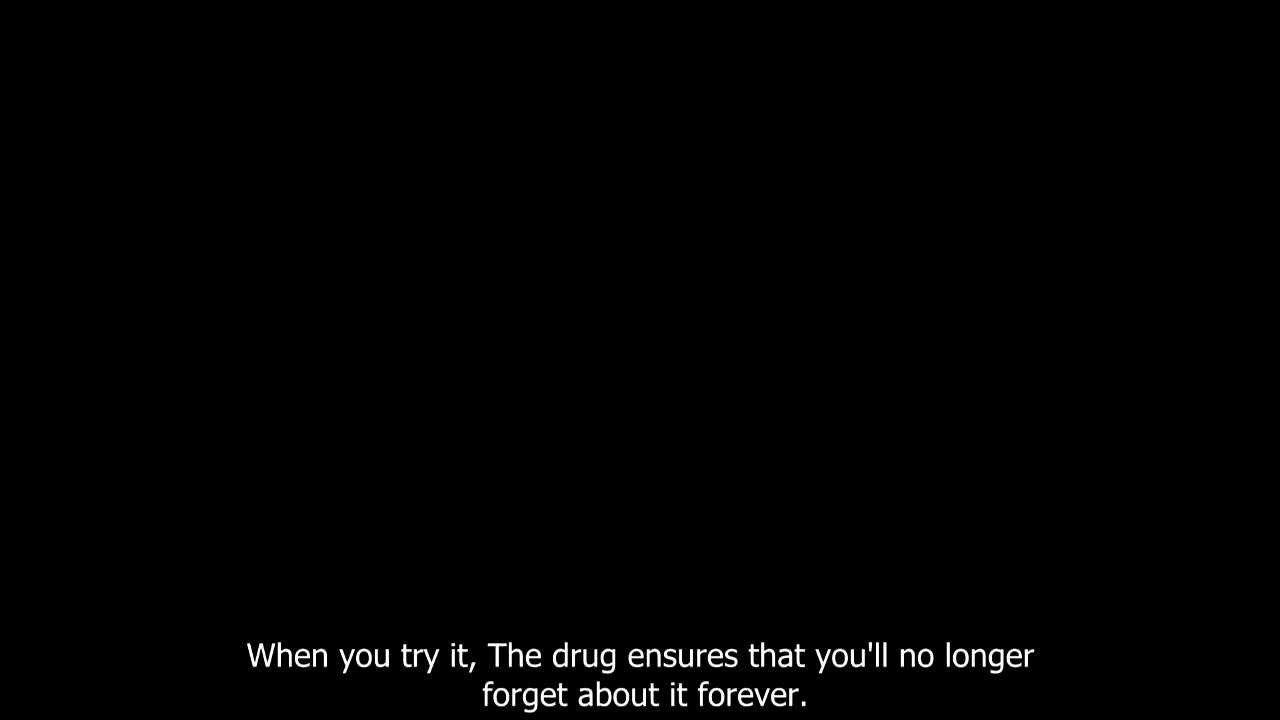 When you try it, The drug ensures that you'll no longer
forget about it forever.